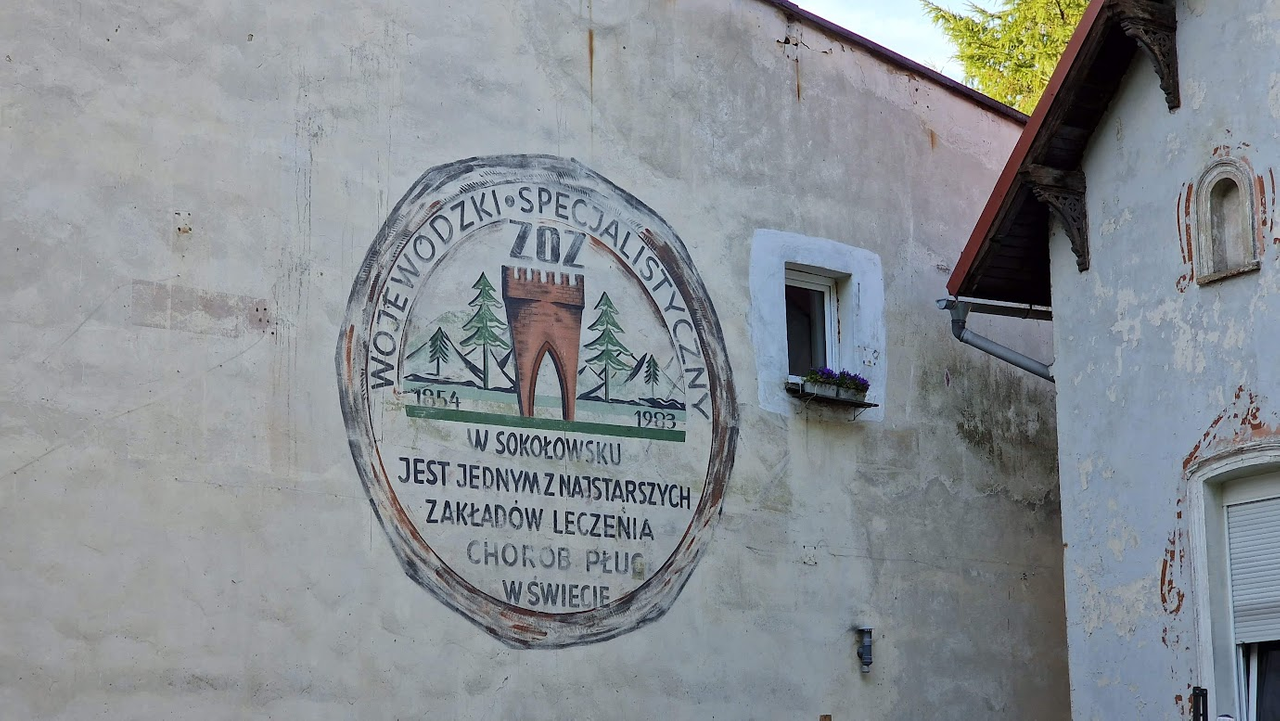 WOJEWÓDZKI • SPECJALISTYCZNY
ZOZ
1854 1983
W SOKOŁOWSKU
JEST JEDNYM Z NAJSTARSZYCH
ZAKŁADÓW LECZENIA
CHORÓB PŁUC
W ŚWIECIE